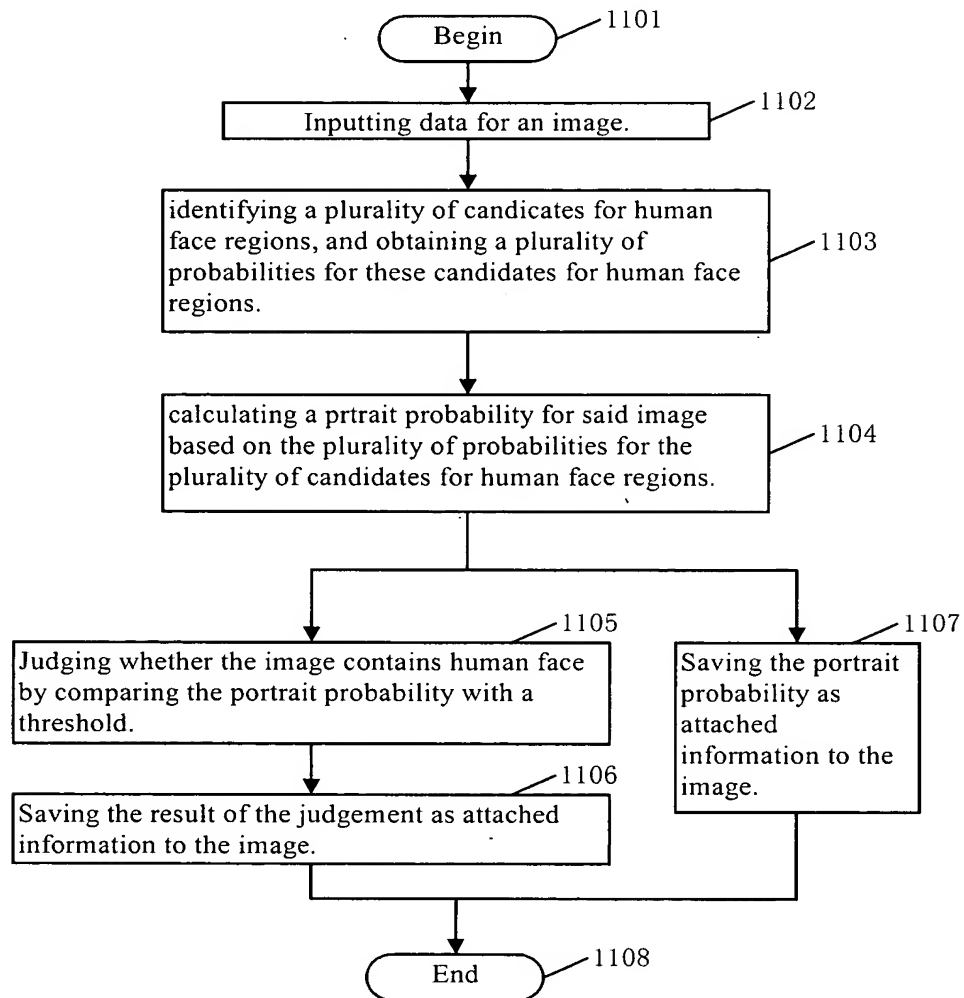 Begin
1101
1102
Inputting data for an image.
identifying a plurality of candicates for human
face regions, and obtaining a plurality of
probabilities for these candidates for human face
regions.
1103
calculating a prtrait probability for said image
based on the plurality of probabilities for the
plurality of candidates for human face regions.
1104
1105
Judging whether the image contains human face
by comparing the portrait probability with a
threshold.
1106
Saving the result of the judgement as attached
information to the image.
1107
Saving the portrait
probability as
attached
information to the
image.
End
1108